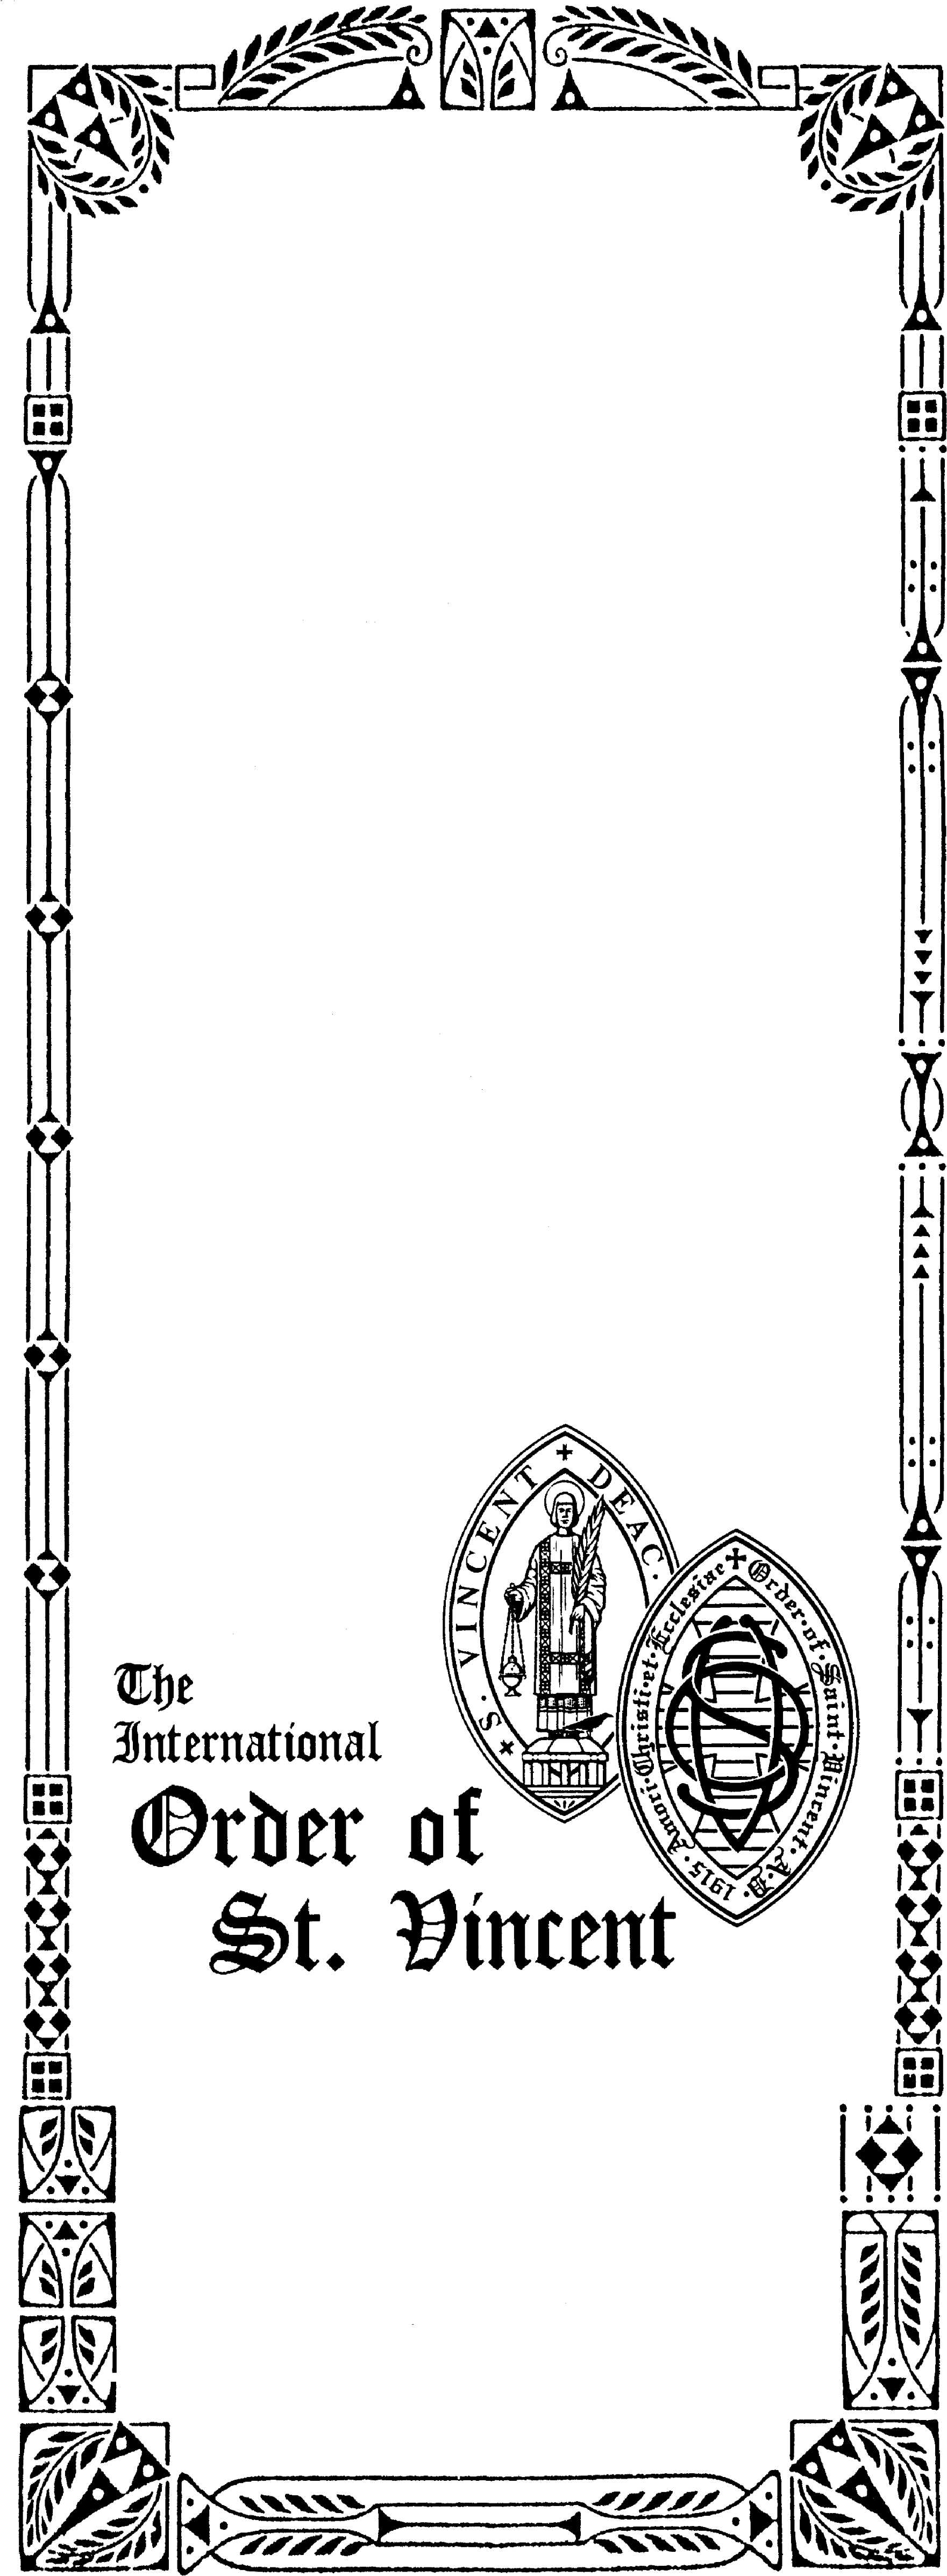 S · VINCENT + DEAC ·
+ Order · of · Saint · Vincent · A · D · 1915 · Amori · Christi · et · Ecclesiae
The
International
Order of
St. Vincent